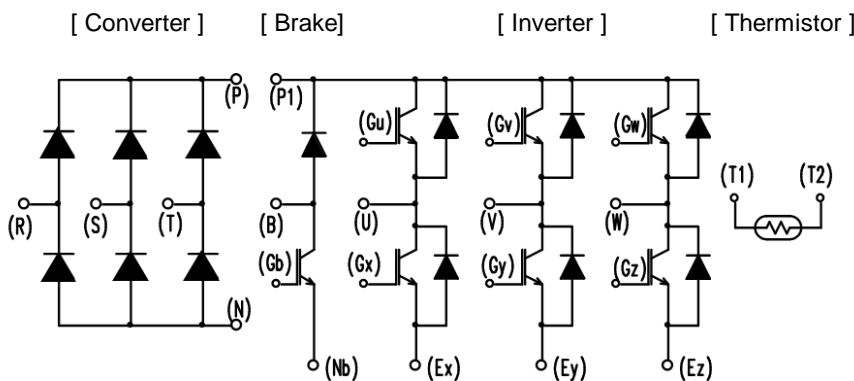 [ Converter ] [ Brake] [ Inverter ] [ Thermistor ]
(P) (P1)
(Gu) (Gv) (Gw)
(T1) (T2)
(R) (S) (T) (B) (U) (V) (W)
(Gb) (Gx) (Gy) (Gz)
(N)
(Nb) (Ex) (Ey) (Ez)